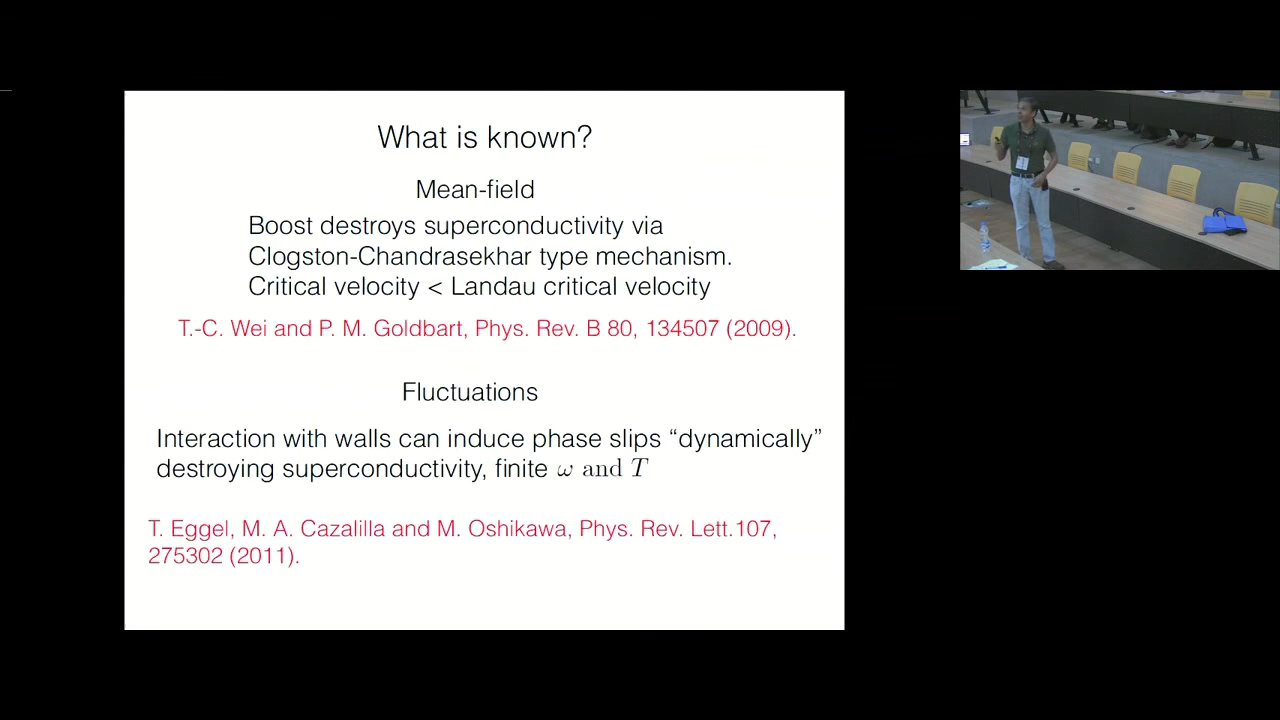 What is known?
Mean-field
Boost destroys superconductivity via
Clogston-Chandrasekhar type mechanism.
Critical velocity < Landau critical velocity
T.-C. Wei and P. M. Goldbart, Phys. Rev. B 80, 134507 (2009).
Fluctuations
Interaction with walls can induce phase slips “dynamically”
destroying superconductivity, finite ω and T
T. Eggel, M. A. Cazalilla and M. Oshikawa, Phys. Rev. Lett.107,
275302 (2011).